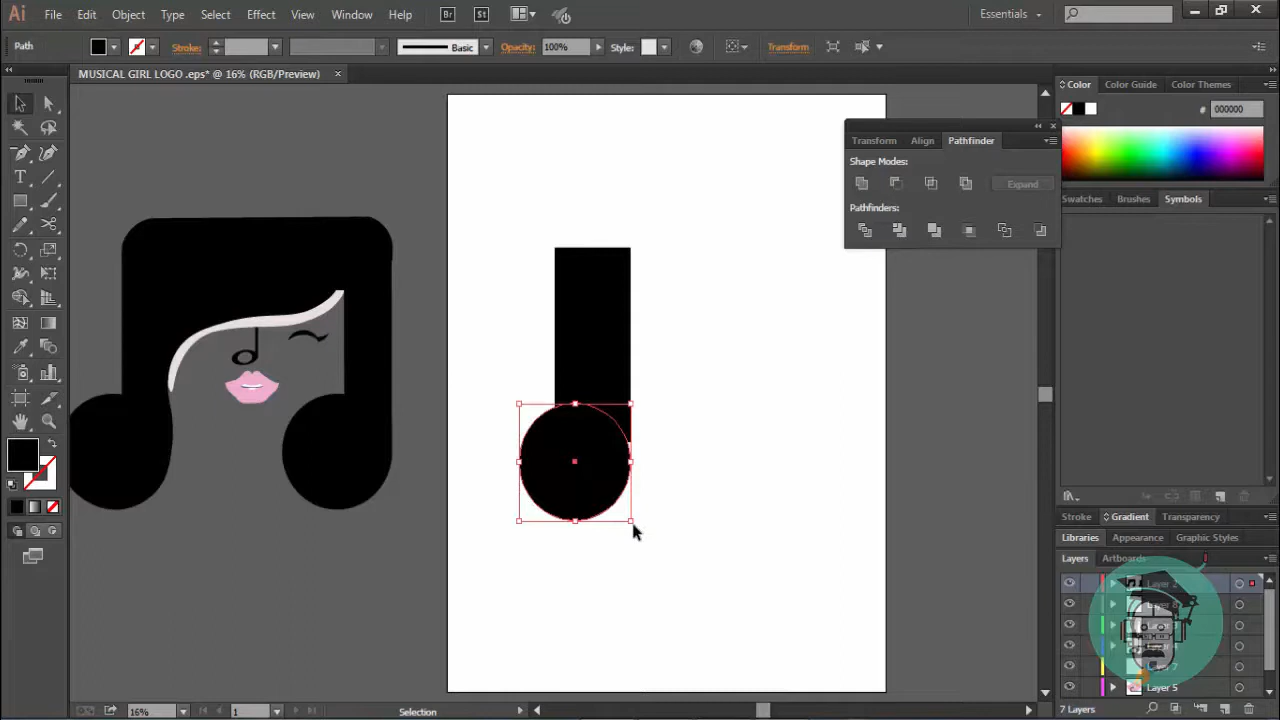 Ai File Edit Object Type Select Effect View Window Help Br St Essentials
Path Stroke: Basic Opacity: 100% Style: Transform
MUSICAL GIRL LOGO .eps* @ 16% (RGB/Preview) ×
Color Color Guide Color Themes
# 000000
Transform Align Pathfinder
Shape Modes:
Expand
Pathfinders:
Swatches Brushes Symbols
Stroke Gradient Transparency
Libraries Appearance Graphic Styles
Layers Artboards
Layer 5
7 Layers
16% 1 Selection